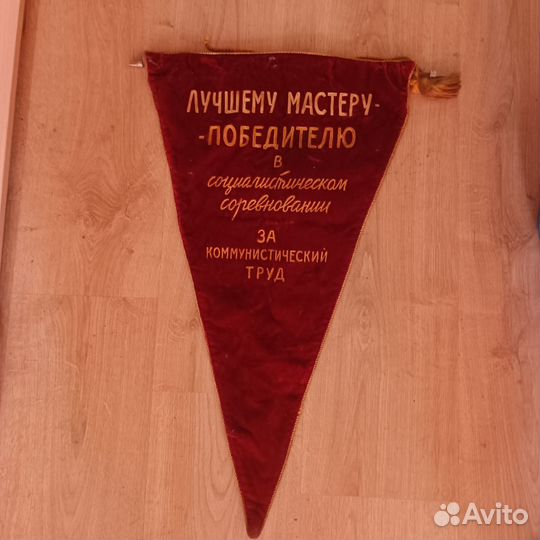 ЛУЧШЕМУ МАСТЕРУ-
-ПОБЕДИТЕЛЮ
В
социалистическом
соревновании
ЗА
КОММУНИСТИЧЕСКИЙ
ТРУД
Avito